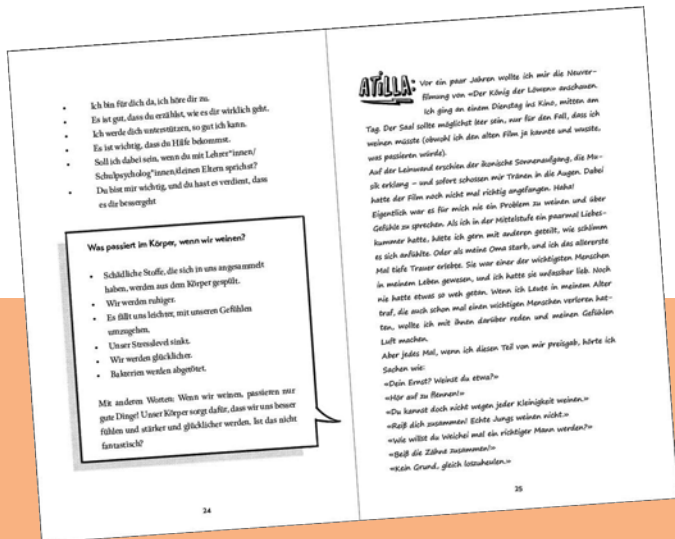 • Ich bin für dich da, ich höre dir zu.
• Es ist gut, dass du erzählst, wie es dir wirklich geht.
• Ich werde dich unterstützen, so gut ich kann.
• Es ist wichtig, dass du Hilfe bekommst.
• Soll ich dabei sein, wenn du mit Lehrer*innen/
Schulpsycholog*innen/deinen Eltern sprichst?
• Du bist mir wichtig, und du hast es verdient, dass
es dir bessergeht
Was passiert im Körper, wenn wir weinen?
• Schädliche Stoffe, die sich in uns angesammelt
haben, werden aus dem Körper gespült.
• Wir werden ruhiger.
• Es fällt uns leichter, mit unseren Gefühlen
umzugehen.
• Unser Stresslevel sinkt.
• Wir werden glücklicher.
• Bakterien werden abgetötet.
Mit anderen Worten: Wenn wir weinen, passieren nur
gute Dinge! Unser Körper sorgt dafür, dass wir uns besser
fühlen und stärker und glücklicher werden. Ist das nicht
fantastisch?
24
ATILLA: Vor ein paar Jahren wollte ich mir die Neuver-
filmung von «Der König der Löwen» anschauen.
Ich ging an einem Dienstag ins Kino, mitten am
Tag. Der Saal sollte möglichst leer sein, nur für den Fall, dass ich
weinen müsste (obwohl ich den alten Film ja kannte und wusste,
was passieren würde).
Auf der Leinwand erschien der ikonische Sonnenaufgang, die Mu-
sik erklang – und sofort schossen mir Tränen in die Augen. Dabei
hatte der Film noch nicht mal richtig angefangen. Haha!
Eigentlich war es für mich nie ein Problem zu weinen und über
Gefühle zu sprechen. Als ich in der Mittelstufe ein paarmal Liebes-
kummer hatte, hätte ich gern mit anderen geteilt, wie schlimm
es sich anfühlte. Oder als meine Oma starb, und ich das allererste
Mal tiefe Trauer erlebte. Sie war einer der wichtigsten Menschen
in meinem Leben gewesen, und ich hatte sie unfassbar lieb. Noch
nie hatte etwas so weh getan. Wenn ich Leute in meinem Alter
traf, die auch schon mal einen wichtigen Menschen verloren hat-
ten, wollte ich mit ihnen darüber reden und meinen Gefühlen
Luft machen.
Aber jedes Mal, wenn ich diesen Teil von mir preisgab, hörte ich
Sachen wie:
«Dein Ernst? Weinst du etwa?»
«Hör auf zu flennen!»
«Du kannst doch nicht wegen jeder Kleinigkeit weinen.»
«Reiß dich zusammen! Echte Jungs weinen nicht.»
«Wie willst du Weichei mal ein richtiger Mann werden?»
«Beiß die Zähne zusammen!»
«Kein Grund, gleich loszuheulen.»
25